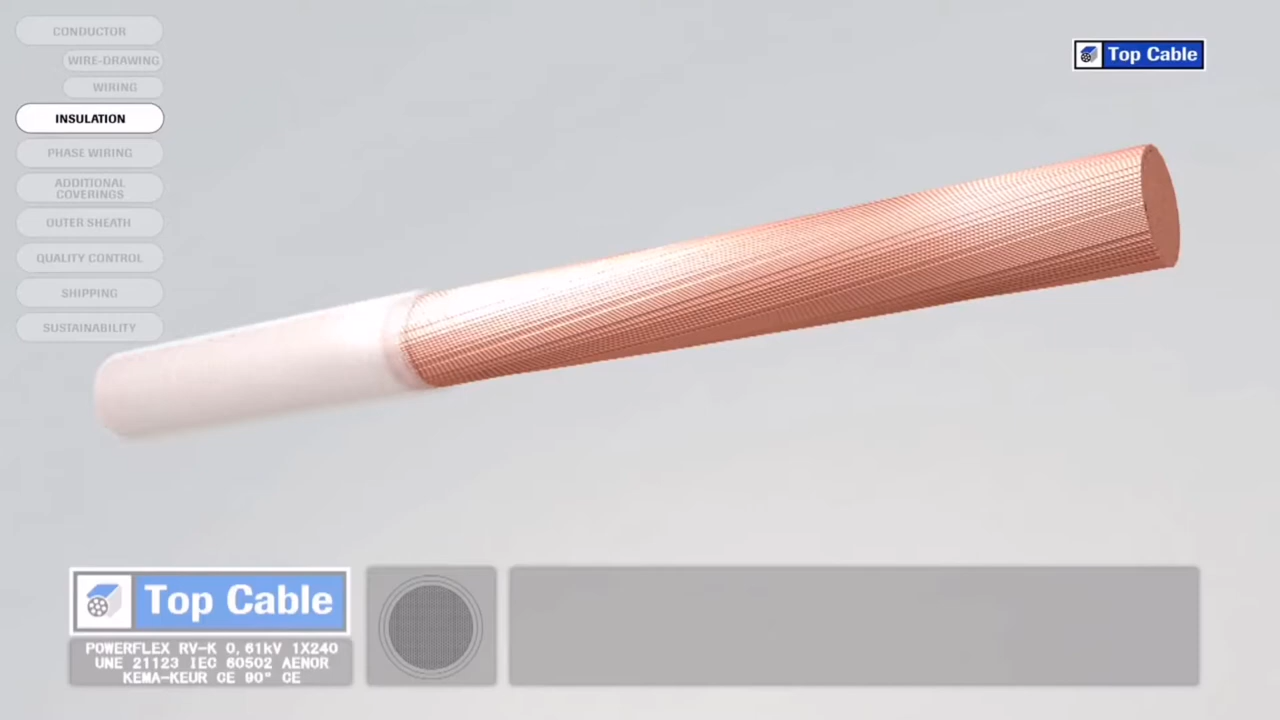 CONDUCTOR
WIRE-DRAWING
WIRING
INSULATION
PHASE WIRING
ADDITIONAL
COVERINGS
OUTER SHEATH
QUALITY CONTROL
SHIPPING
SUSTAINABILITY
Top Cable
Top Cable
POWERFLEX RV-K 0,61kV 1X240
UNE 21123 IEC 60502 AENOR
KEMA-KEUR CE 90° CE